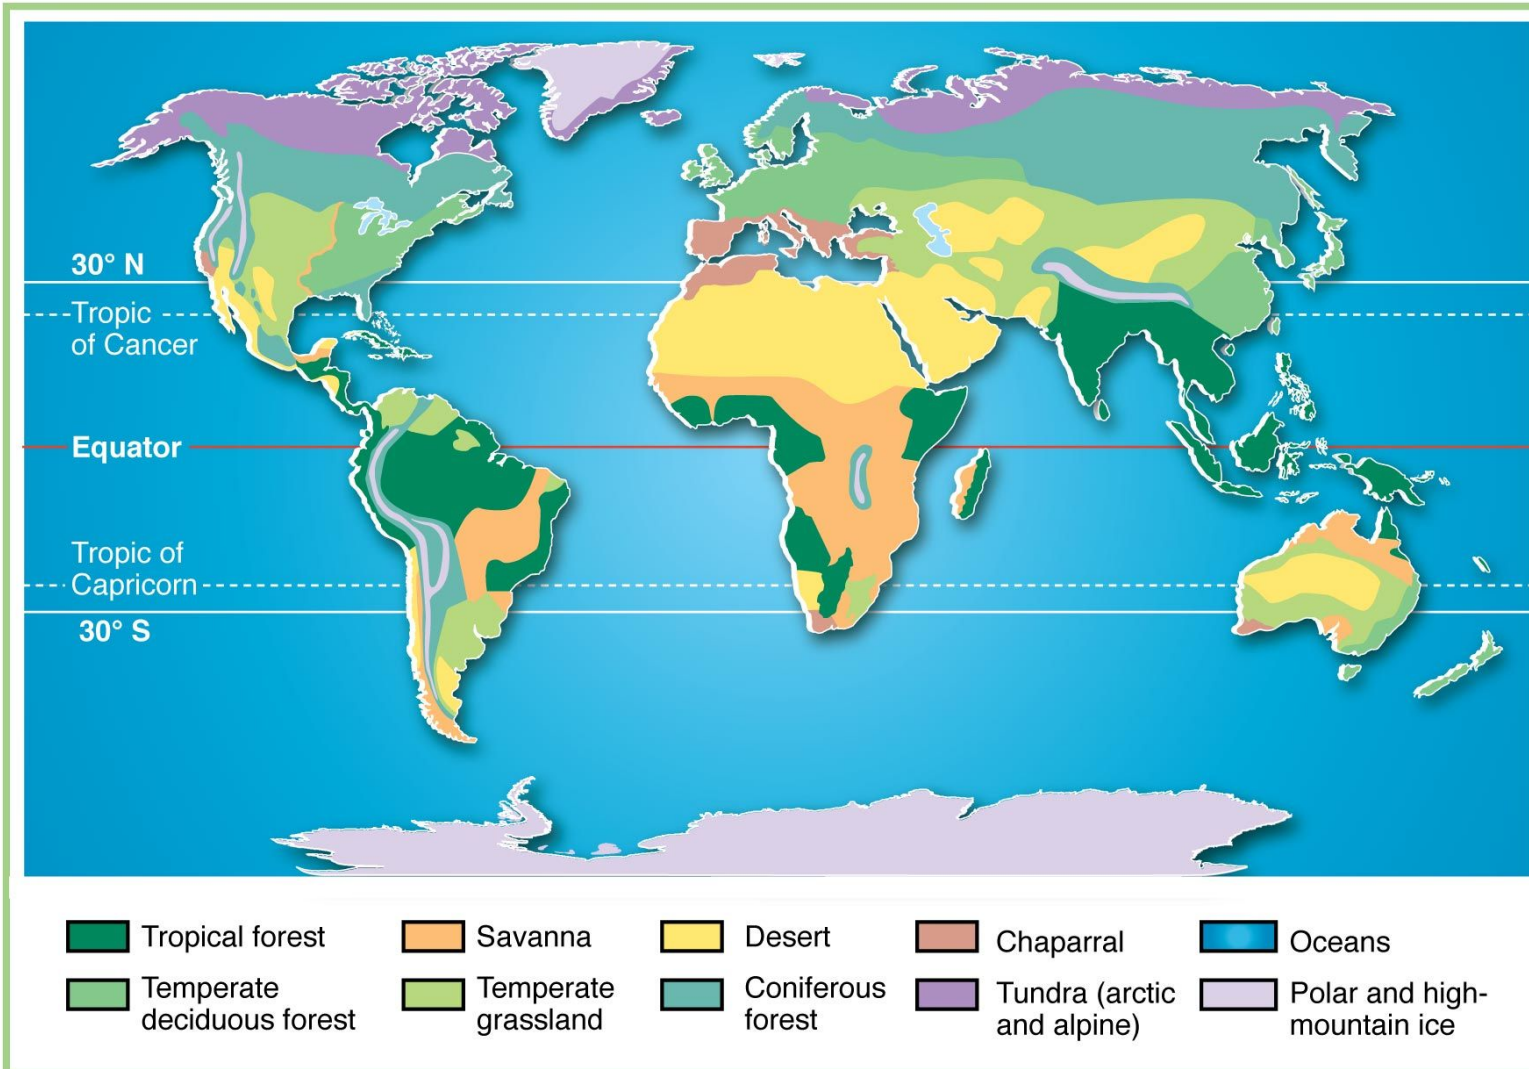 30° N
Tropic
of Cancer
Equator
Tropic of
Capricorn
30° S
Tropical forest
Savanna
Desert
Chaparral
Oceans
Temperate
deciduous forest
Temperate
grassland
Coniferous
forest
Tundra (arctic
and alpine)
Polar and high-
mountain ice